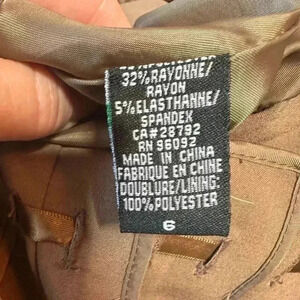 32%RAYONNE/
RAYON
5%ELASTHANNE/
SPANDEX
CA#28792
RN 96092
MADE IN CHINA
FABRIQUE EN CHINE
DOUBLURE/LINING:
100%POLYESTER
6